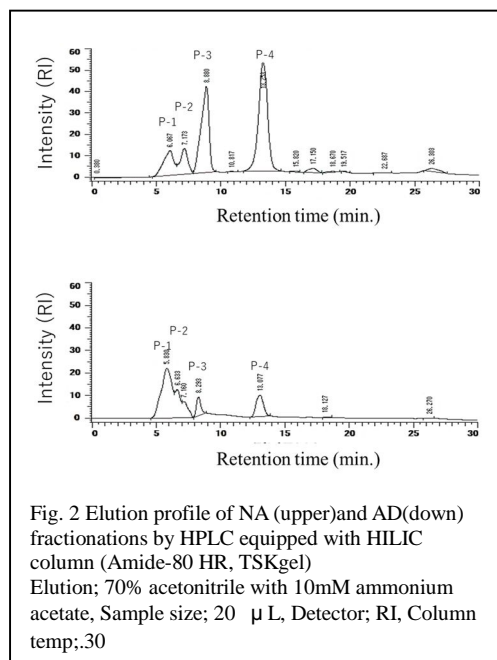 60
P-3
P-4
50
40
30
20
10
0
Intensity (RI)
P-1
P-2
0.300
6.067
7.173
8.880
10.817
15.820
17.150
18.670
19.517
22.687
26.303
0 5 10 15 20 25 30
Retention time (min.)
60
50
40
30
20
10
0
Intensity (RI)
P-2
P-1
P-3
P-4
6.633
7.160
8.293
13.077
18.127
26.270
0 5 10 15 20 25 30
Retention time (min.)
Fig. 2 Elution profile of NA (upper)and AD(down)
fractionations by HPLC equipped with HILIC
column (Amide-80 HR, TSKgel)
Elution; 70% acetonitrile with 10mM ammonium
acetate, Sample size; 20 μL, Detector; RI, Column
temp;.30